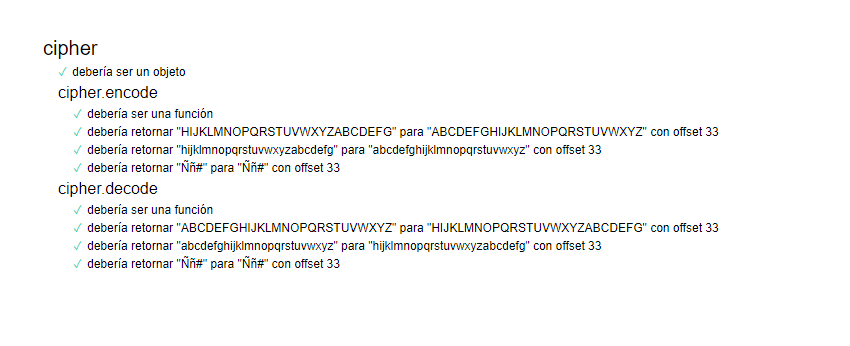 cipher
✓ debería ser un objeto
cipher.encode
✓ debería ser una función
✓ debería retornar "HIJKLMNOPQRSTUVWXYZABCDEFG" para "ABCDEFGHIJKLMNOPQRSTUVWXYZ" con offset 33
✓ debería retornar "hijklmnopqrstuvwxyzabcdefg" para "abcdefghijklmnopqrstuvwxyz" con offset 33
✓ debería retornar "Ññ#" para "Ññ#" con offset 33
cipher.decode
✓ debería ser una función
✓ debería retornar "ABCDEFGHIJKLMNOPQRSTUVWXYZ" para "HIJKLMNOPQRSTUVWXYZABCDEFG" con offset 33
✓ debería retornar "abcdefghijklmnopqrstuvwxyz" para "hijklmnopqrstuvwxyzabcdefg" con offset 33
✓ debería retornar "Ññ#" para "Ññ#" con offset 33